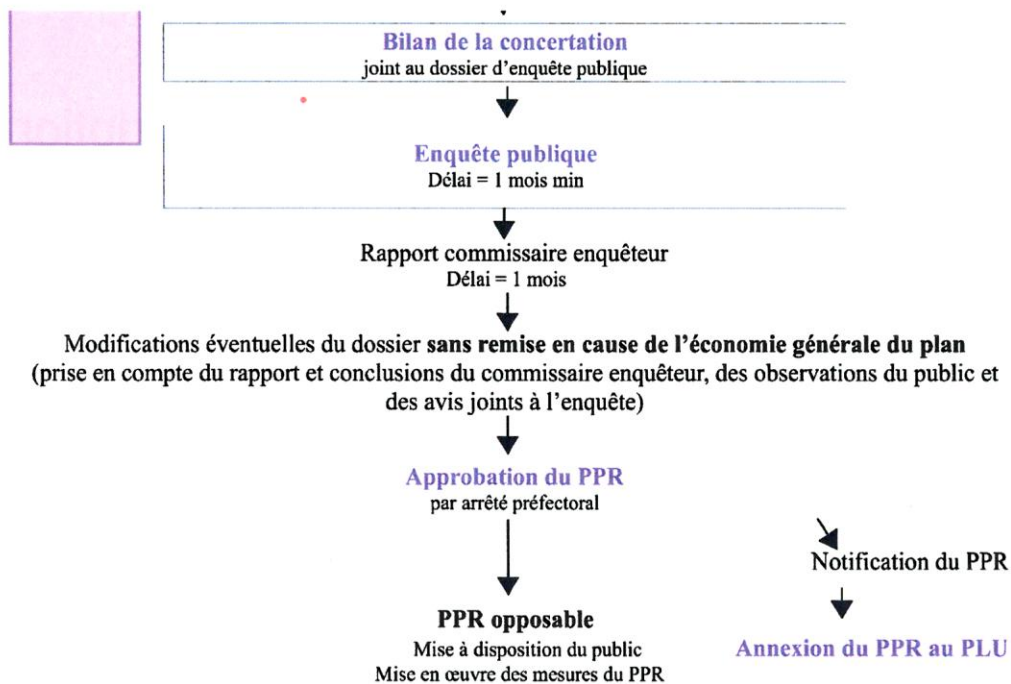 Bilan de la concertation
joint au dossier d'enquête publique
Enquête publique
Délai = 1 mois min
Rapport commissaire enquêteur
Délai = 1 mois
Modifications éventuelles du dossier sans remise en cause de l'économie générale du plan
(prise en compte du rapport et conclusions du commissaire enquêteur, des observations du public et
des avis joints à l'enquête)
Approbation du PPR
par arrêté préfectoral
Notification du PPR
PPR opposable
Mise à disposition du public
Annexion du PPR au PLU
Mise en œuvre des mesures du PPR